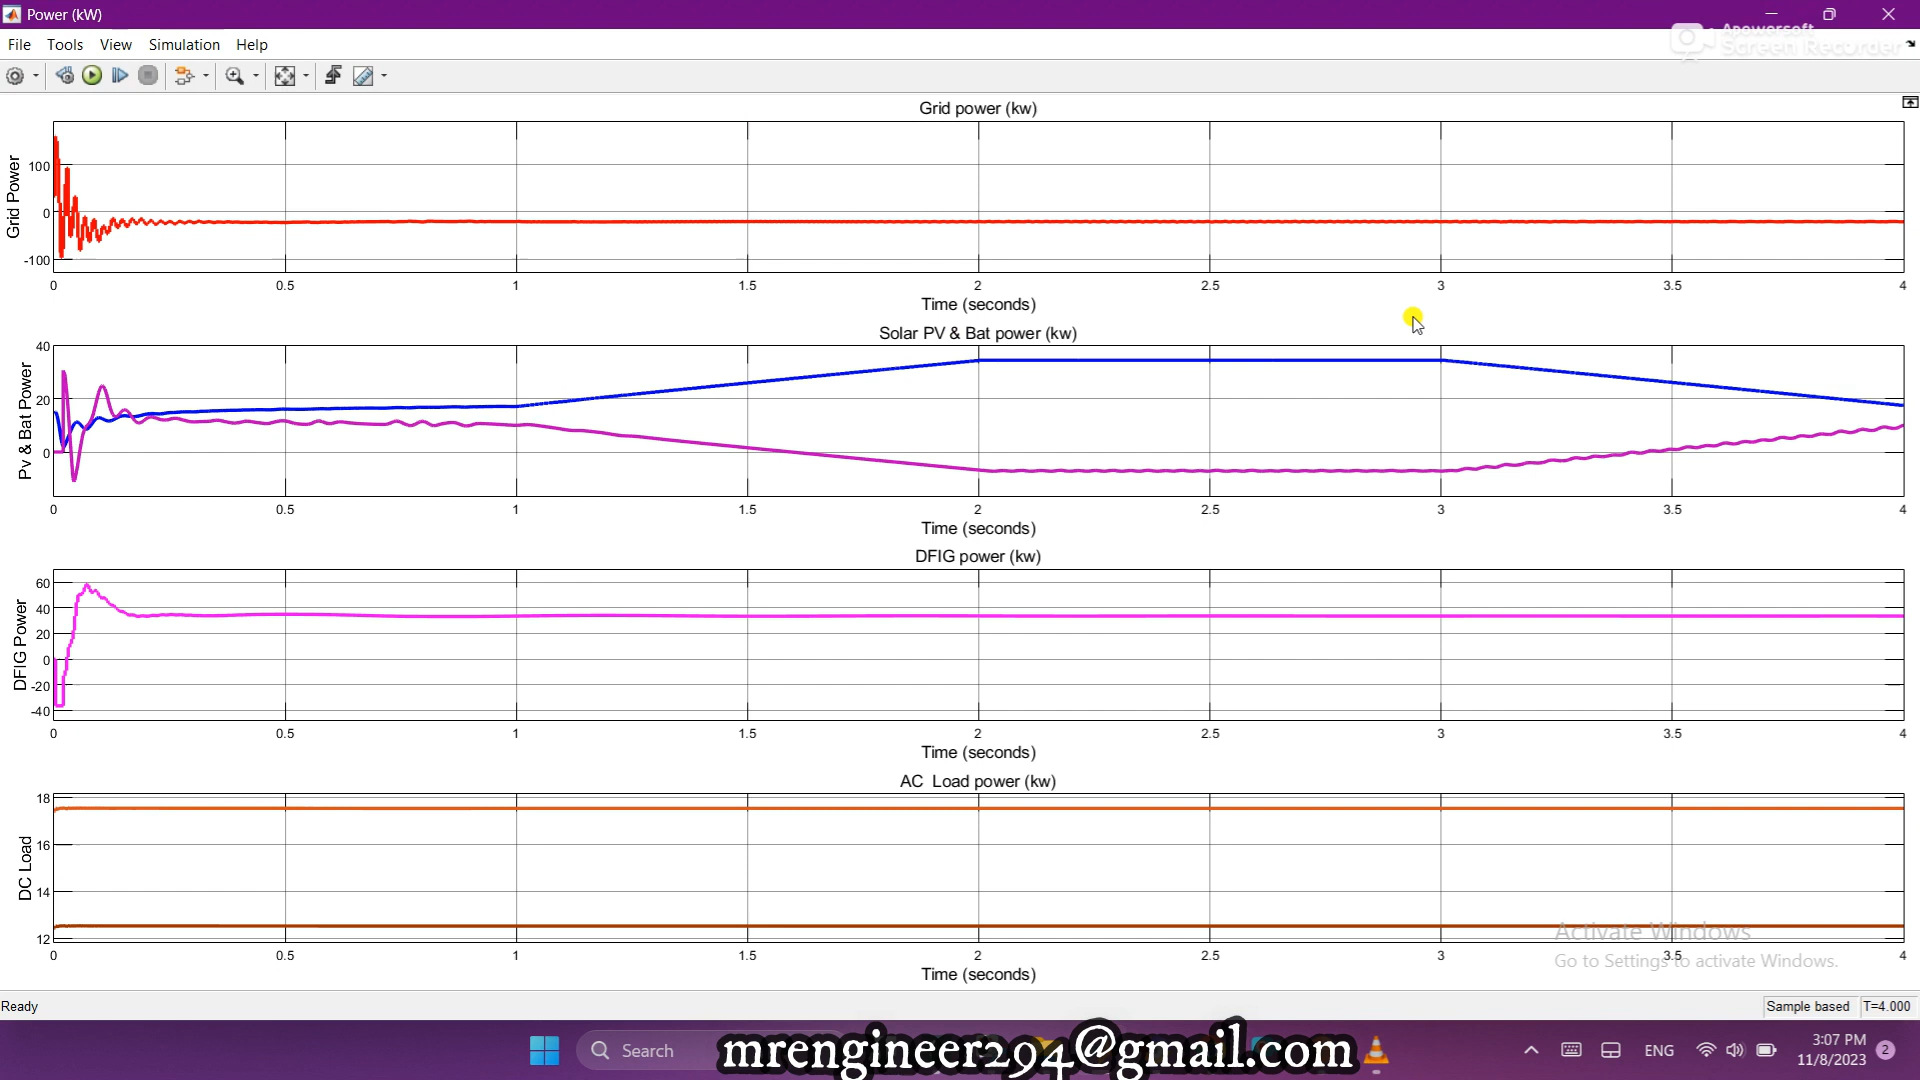 Power (kW)
Apowersoft
Screen Recorder
File Tools View Simulation Help
Grid power (kw)
Grid Power
100
0
-100
0 0.5 1 1.5 2 2.5 3 3.5 4
Time (seconds)
Solar PV & Bat power (kw)
Pv & Bat Power
40
20
0
0 0.5 1 1.5 2 2.5 3 3.5 4
Time (seconds)
DFIG power (kw)
DFIG Power
60
40
20
0
-20
-40
0 0.5 1 1.5 2 2.5 3 3.5 4
Time (seconds)
AC Load power (kw)
DC Load
18
16
14
12
0 0.5 1 1.5 2 2.5 3 3.5 4
Time (seconds)
Activate Windows
Go to Settings to activate Windows.
Ready
Sample based T=4.000
Search
mrengineer294@gmail.com
ENG
3:07 PM
11/8/2023
2